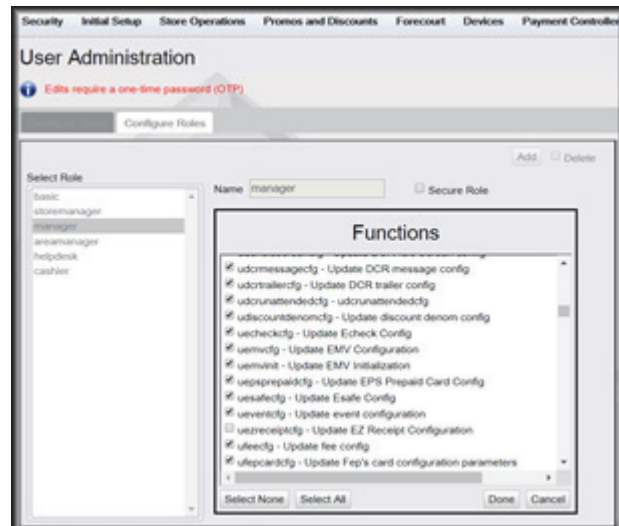 Security Initial Setup Store Operations Promos and Discounts Forecourt Devices Payment Controller
User Administration
Edits require a one-time password (OTP)
Configure Roles
Add Delete
Select Role
Name manager Secure Role
basic
storemanager
manager
areamanager
helpdesk
cashier
Functions
udcrmessagecfg - Update DCR message config
udcrtrailercfg - Update DCR trailer config
udcrunattendedcfg - udcrunattendedcfg
udiscountdenomcfg - Update discount denom config
uecheckcfg - Update Echeck Config
uemvcfg - Update EMV Configuration
uemvinit - Update EMV Initialization
uepsprepaidcfg - Update EPS Prepaid Card Config
uesafecfg - Update Esafe Config
ueventcfg - Update event configuration
uezreceiptcfg - Update EZ Receipt Configuration
ufeecfg - Update fee config
ufepcardcfg - Update Fep's card configuration parameters
Select None Select All Done Cancel